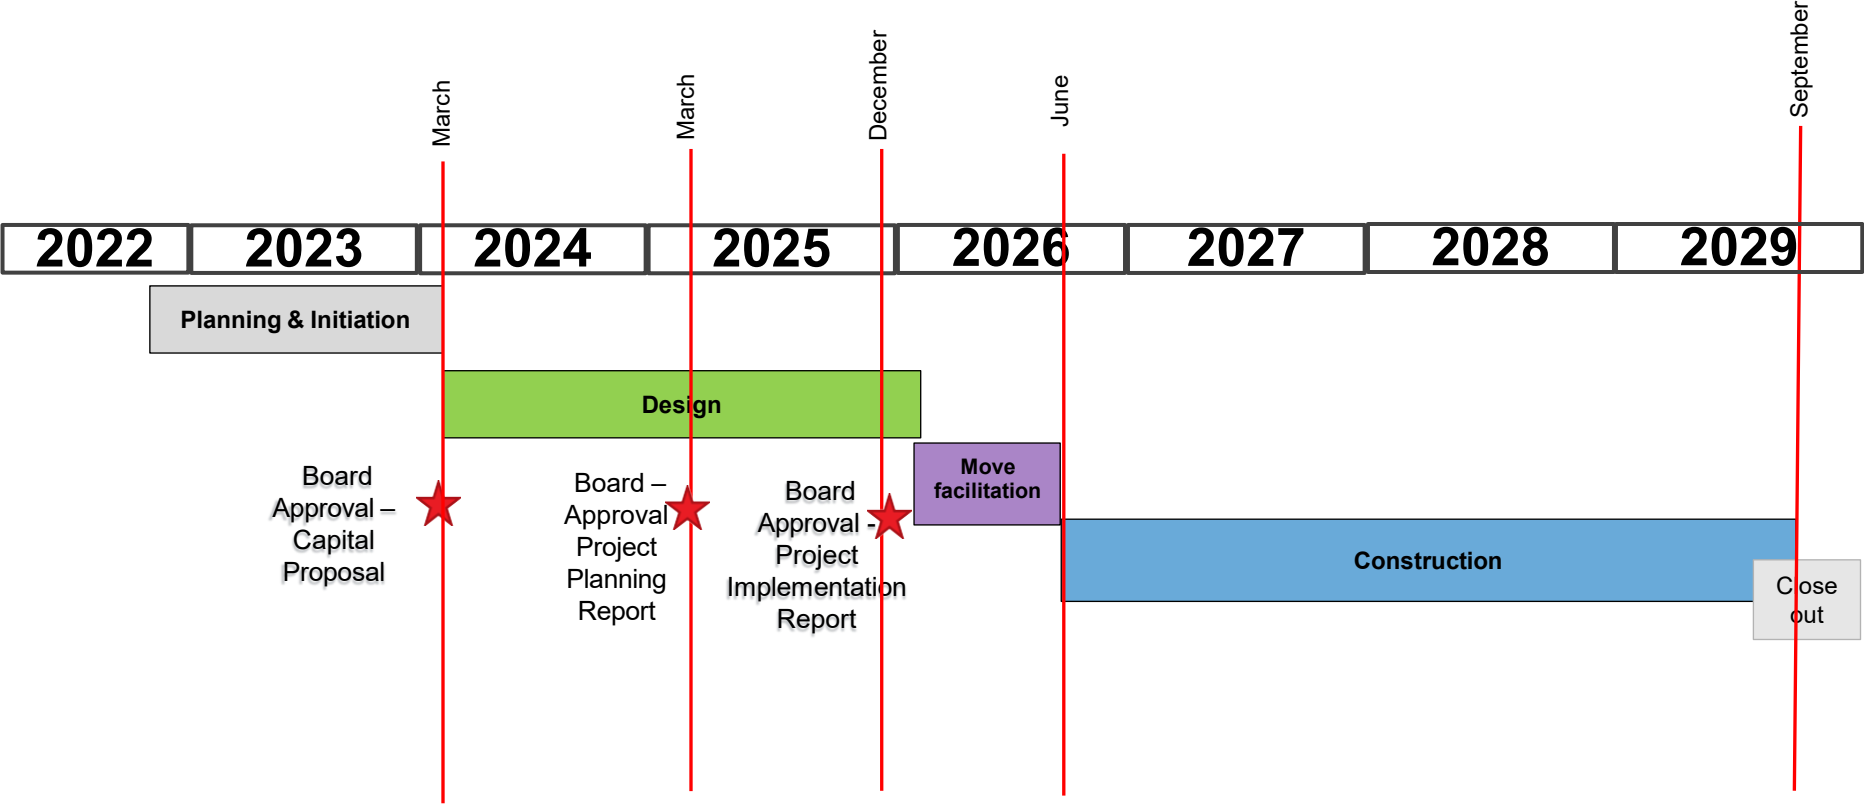 March
March
December
June
September
2022
2023
2024
2025
2026
2027
2028
2029
Planning & Initiation
Design
Move
facilitation
Board
Approval –
Capital
Proposal
Board –
Approval
Project
Planning
Report
Board
Approval -
Project
Implementation
Report
Construction
Close
out